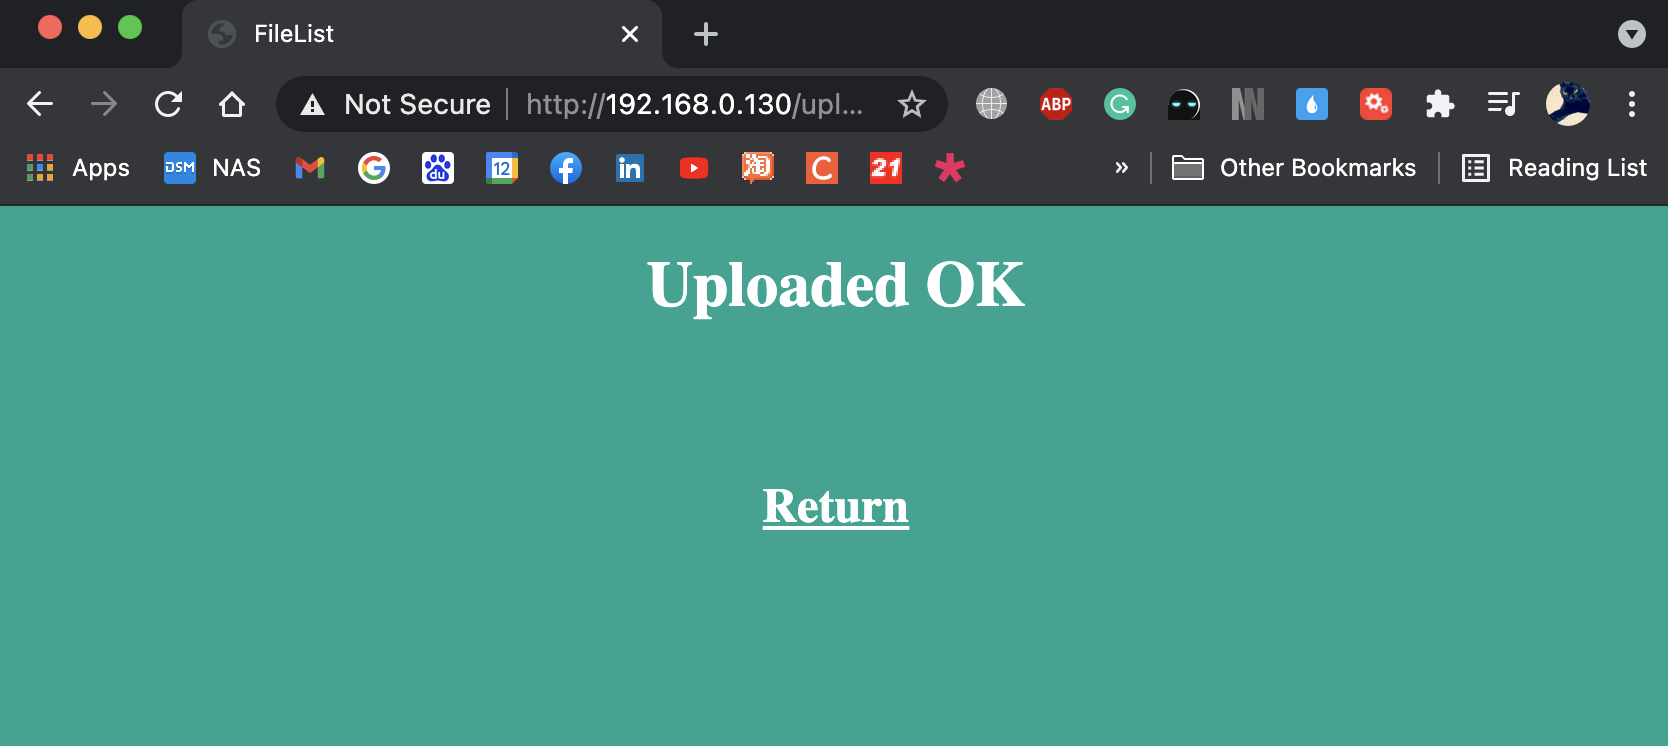 FileList
Not Secure http://192.168.0.130/upl...
ABP
DSM NAS 12 du in C 21 » Other Bookmarks Reading List
Apps
Uploaded OK
Return